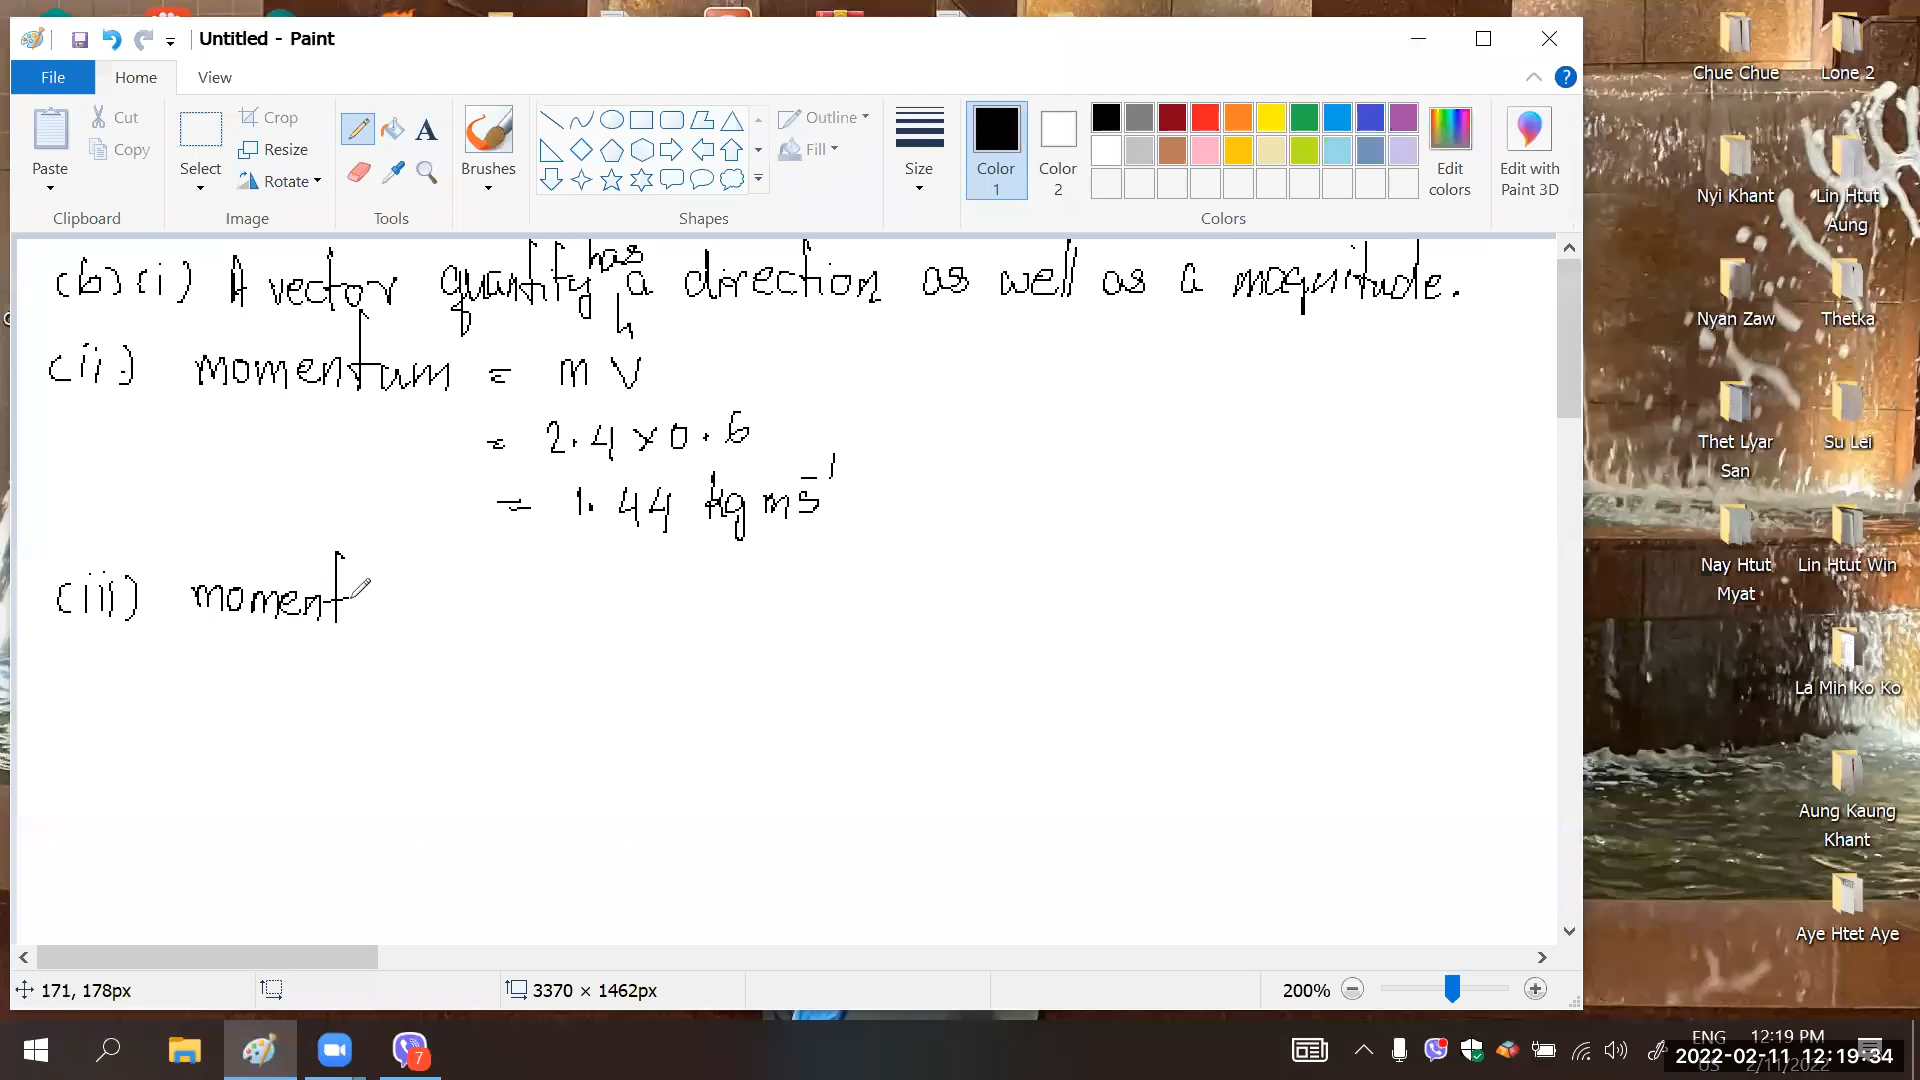 Untitled - Paint
File Home View
Paste Cut Copy Clipboard
Select Crop Resize Rotate Image
Tools
Brushes
Outline Fill Shapes
Size
Color 1 Color 2 Edit colors Colors
Edit with Paint 3D
(b) (i) A vector quantity has a direction as well as a magnitude.
(ii) momentum = m v
= 2.4 × 0.6
= 1.44 kg ms⁻¹
(iii) moment
171, 178px
3370 × 1462px
200%
Chue Chue
Lone 2
Nyi Khant
Lin Htut Aung
Nyan Zaw
Thetka
Thet Lyar San
Su Lei
Nay Htut Myat
Lin Htut Win
La Min Ko Ko
Aung Kaung Khant
Aye Htet Aye
7
ENG
12:19 PM
2022-02-11 12:19:34